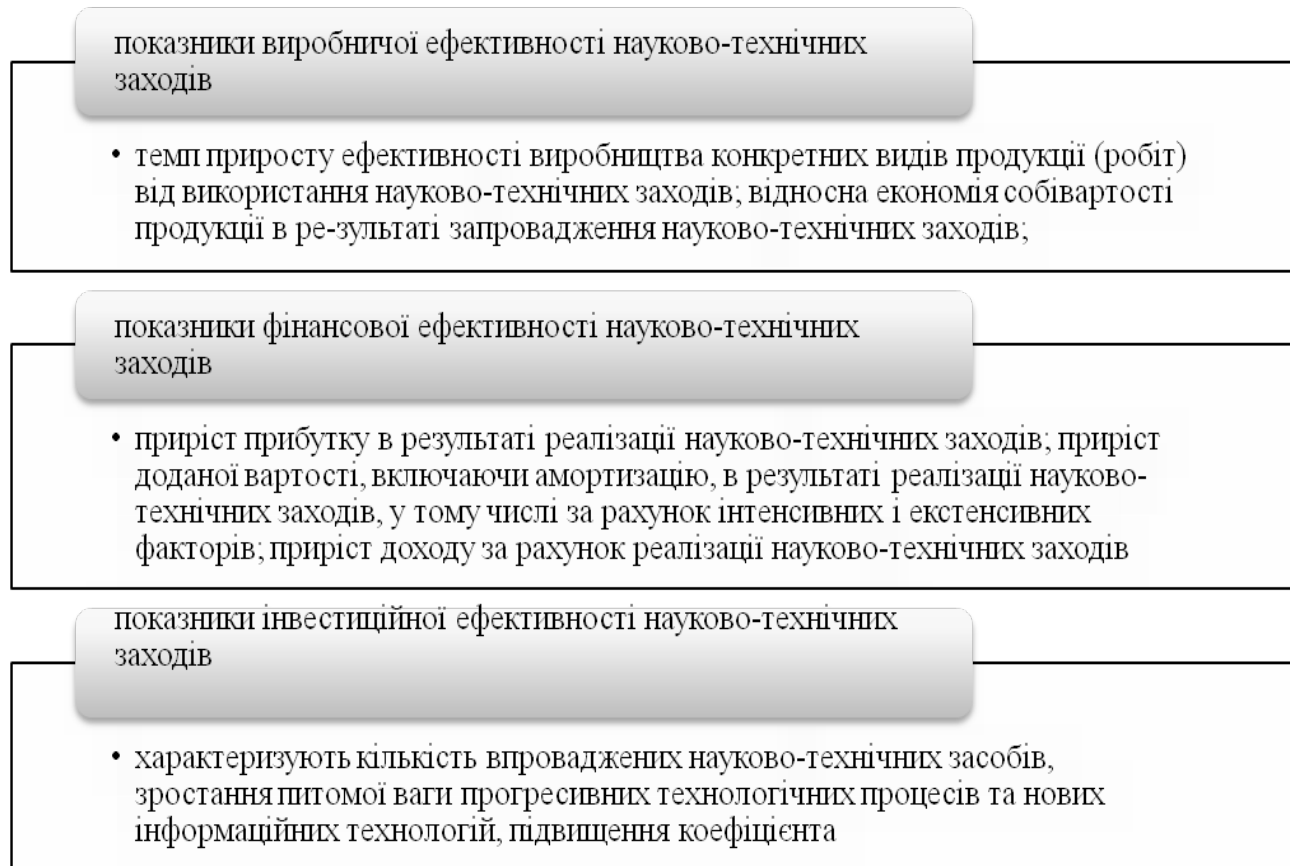 показники виробничої ефективності науково-технічних
заходів
• темп приросту ефективності виробництва конкретних видів продукції (робіт)
від використання науково-технічних заходів; відносна економія собівартості
продукції в ре-зультаті запровадження науково-технічних заходів;
показники фінансової ефективності науково-технічних
заходів
• приріст прибутку в результаті реалізації науково-технічних заходів; приріст
доданої вартості, включаючи амортизацію, в результаті реалізації науково-
технічних заходів, у тому числі за рахунок інтенсивних і екстенсивних
факторів; приріст доходу за рахунок реалізації науково-технічних заходів
показники інвестиційної ефективності науково-технічних
заходів
• характеризують кількість впроваджених науково-технічних засобів,
зростання питомої ваги прогресивних технологічних процесів та нових
інформаційних технологій, підвищення коефіцієнта